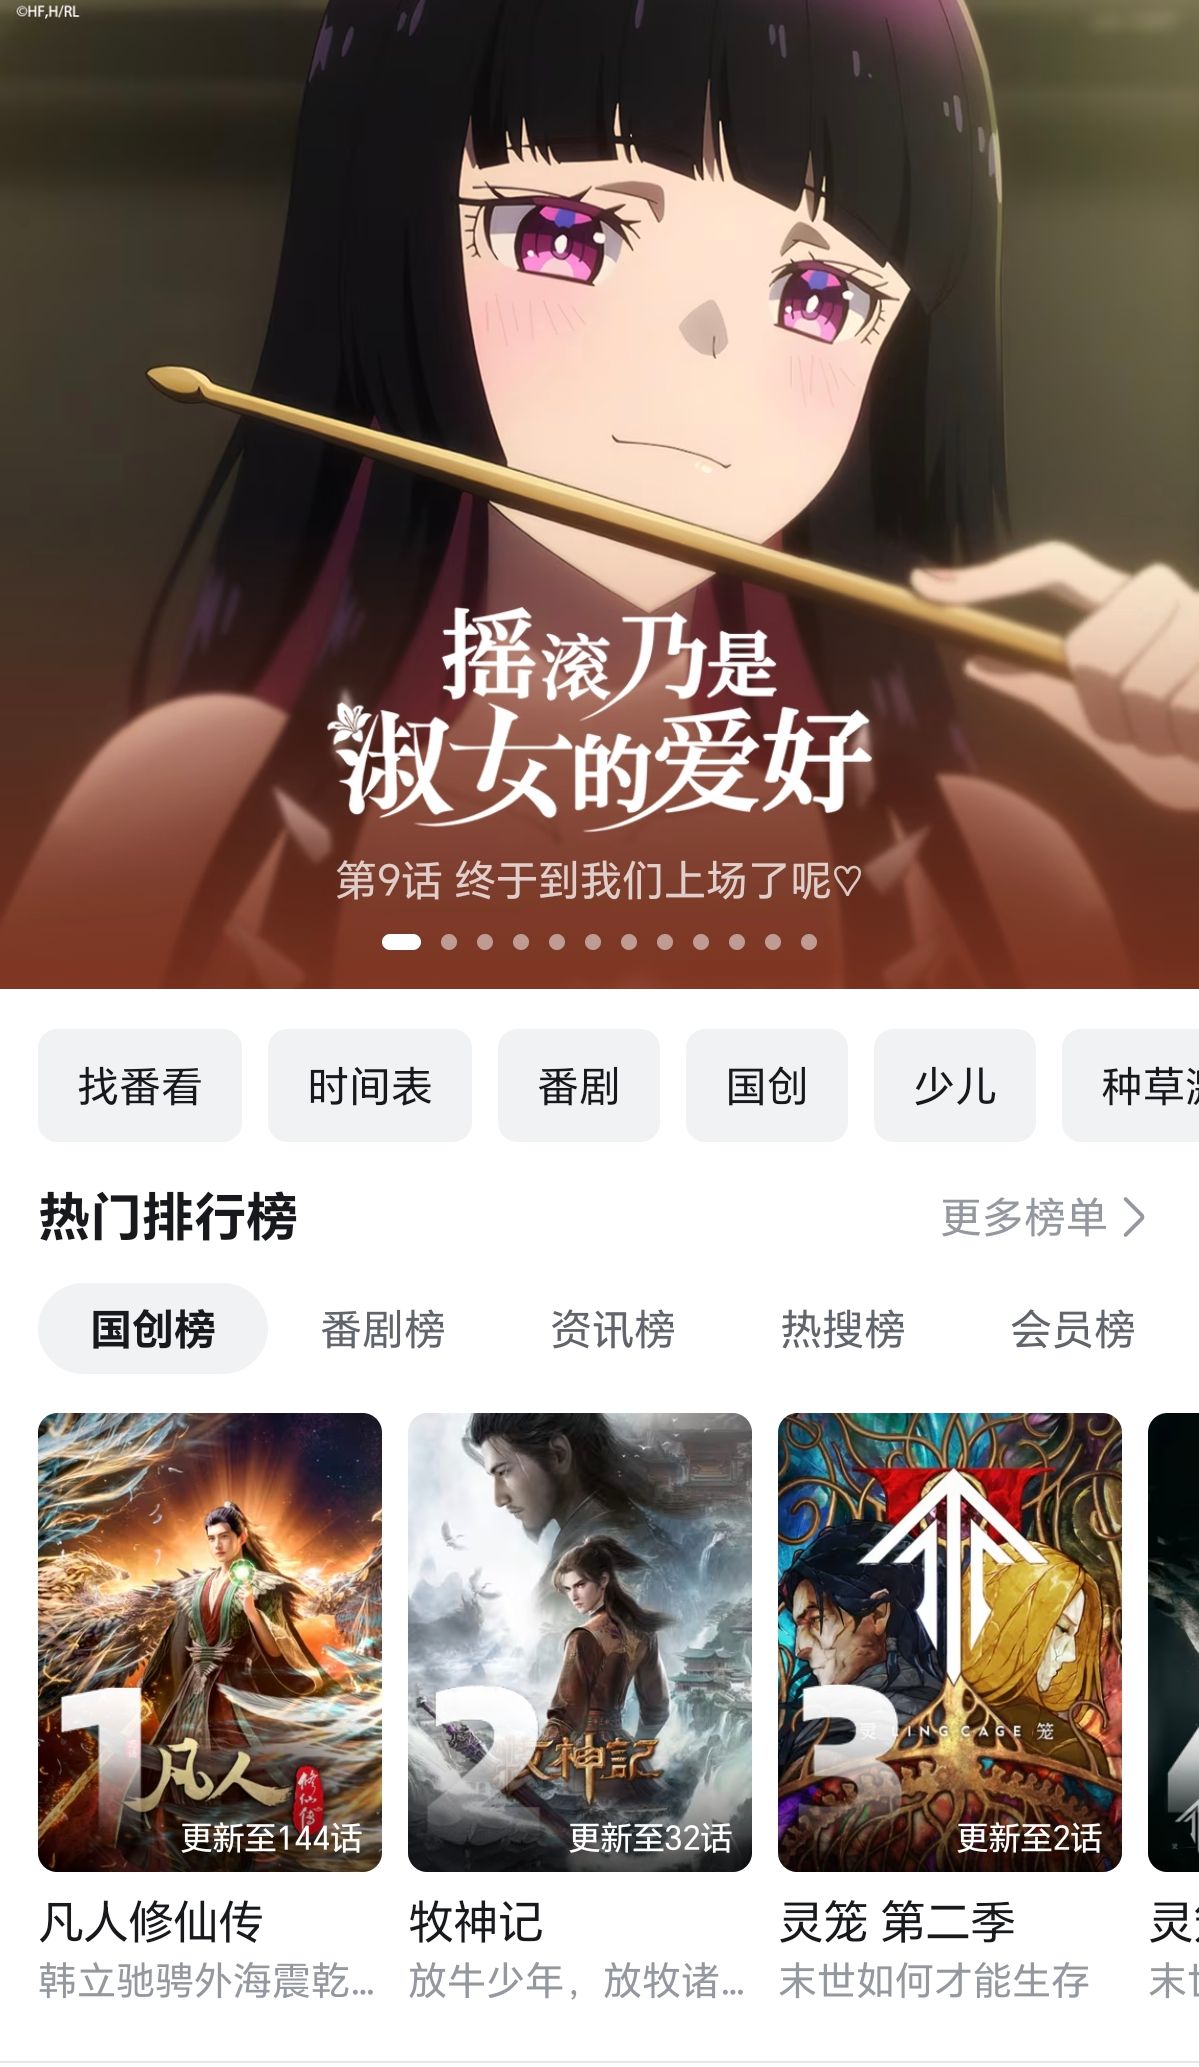 ©HF,H/RL
摇滚乃是
淑女的爱好
第9话 终于到我们上场了呢♡
找番看
时间表
番剧
国创
少儿
种草
热门排行榜
更多榜单
国创榜
番剧榜
资讯榜
热搜榜
会员榜
1
凡人
修仙传
更新至144话
2
牧神記
更新至32话
3
灵 LING CAGE 笼
更新至2话
凡人修仙传
韩立驰骋外海震乾...
牧神记
放牛少年，放牧诸...
灵笼 第二季
末世如何才能生存
灵
末